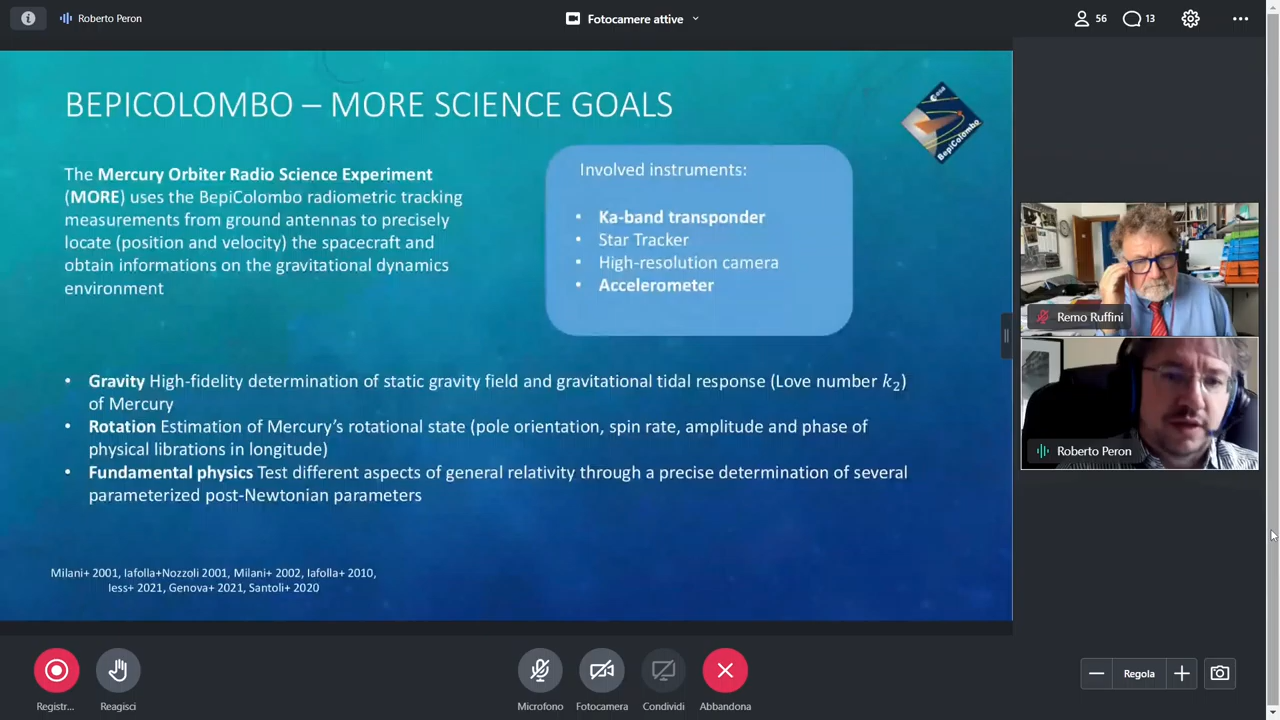 Roberto Peron
Fotocamere attive
56
13
BEPICOLOMBO – MORE SCIENCE GOALS
esa
BepiColombo
The Mercury Orbiter Radio Science Experiment
(MORE) uses the BepiColombo radiometric tracking
measurements from ground antennas to precisely
locate (position and velocity) the spacecraft and
obtain informations on the gravitational dynamics
environment
Involved instruments:
• Ka-band transponder
• Star Tracker
• High-resolution camera
• Accelerometer
• Gravity High-fidelity determination of static gravity field and gravitational tidal response (Love number k₂)
of Mercury
• Rotation Estimation of Mercury’s rotational state (pole orientation, spin rate, amplitude and phase of
physical librations in longitude)
• Fundamental physics Test different aspects of general relativity through a precise determination of several
parameterized post-Newtonian parameters
Milani+ 2001, Iafolla+Nozzoli 2001, Milani+ 2002, Iafolla+ 2010,
Iess+ 2021, Genova+ 2021, Santoli+ 2020
Remo Ruffini
Roberto Peron
Registr...
Reagisci
Microfono
Fotocamera
Condividi
Abbandona
Regola